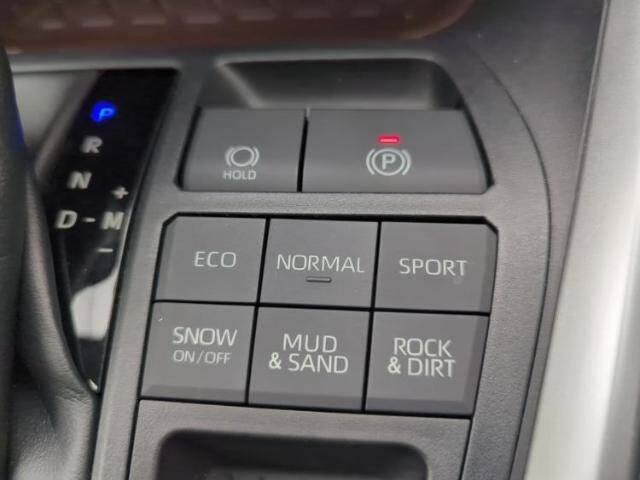 P
R
N
+
D - M
−
HOLD
P
ECO
NORMAL
SPORT
SNOW
ON/OFF
MUD
& SAND
ROCK
& DIRT